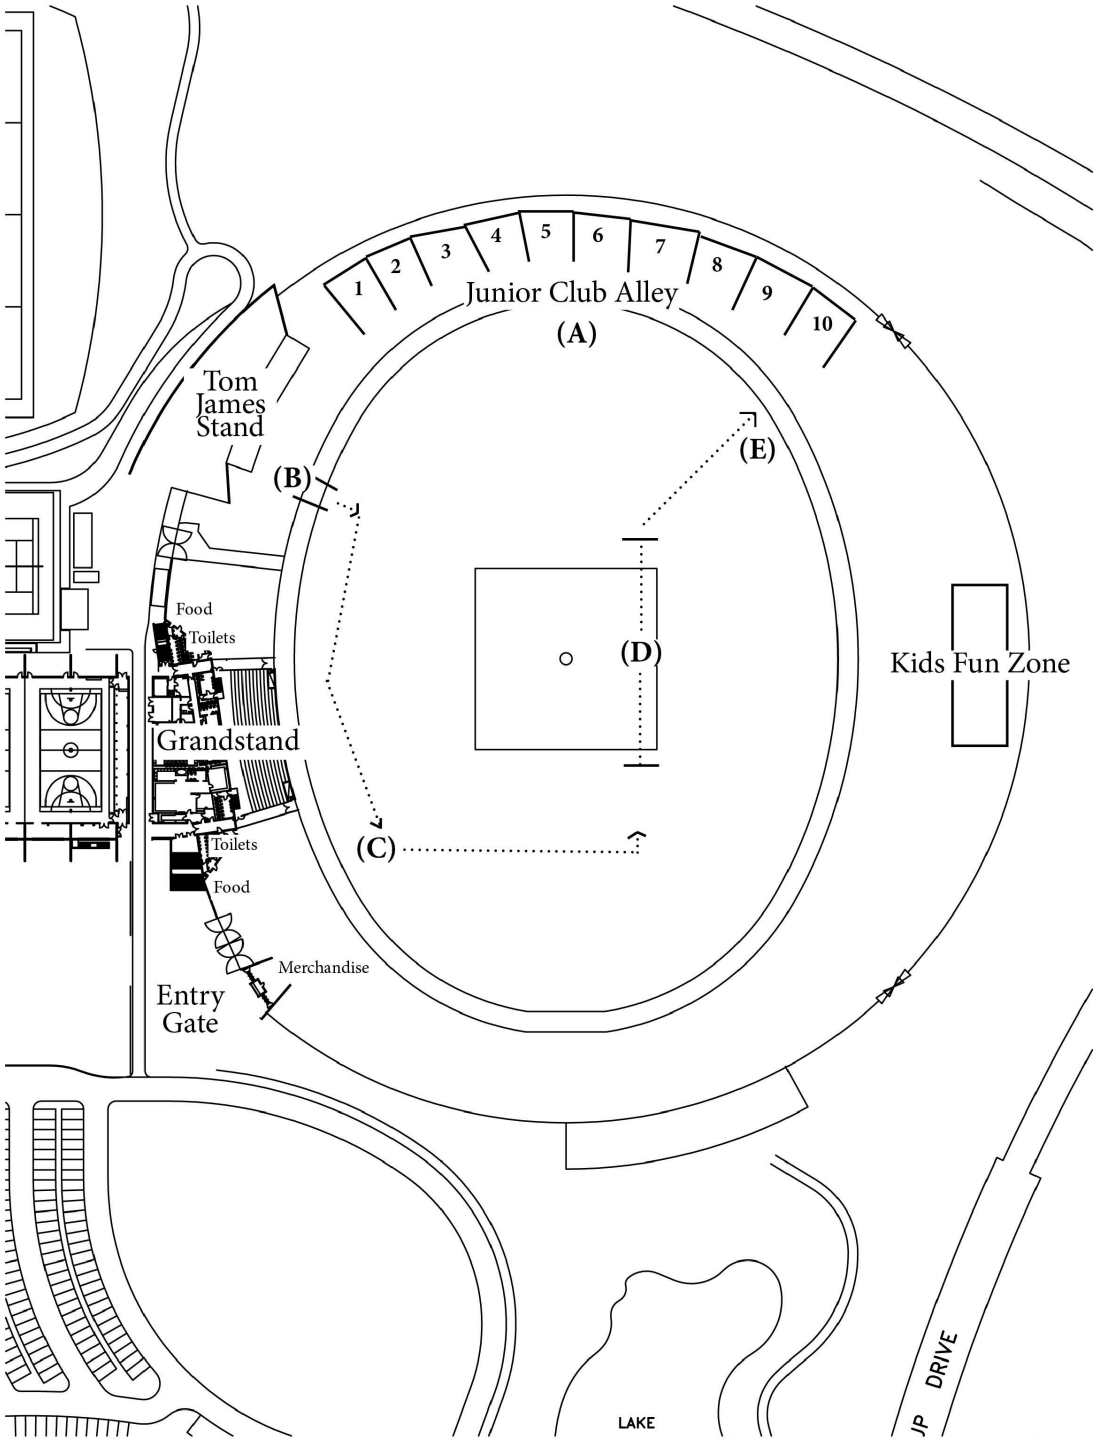 1
2
3
4
5
6
7
8
9
10
Junior Club Alley
(A)
Tom
James
Stand
(B)
(E)
Food
Toilets
(D)
Kids Fun Zone
Grandstand
Toilets
(C)
Food
Merchandise
Entry
Gate
DRIVE
LAKE